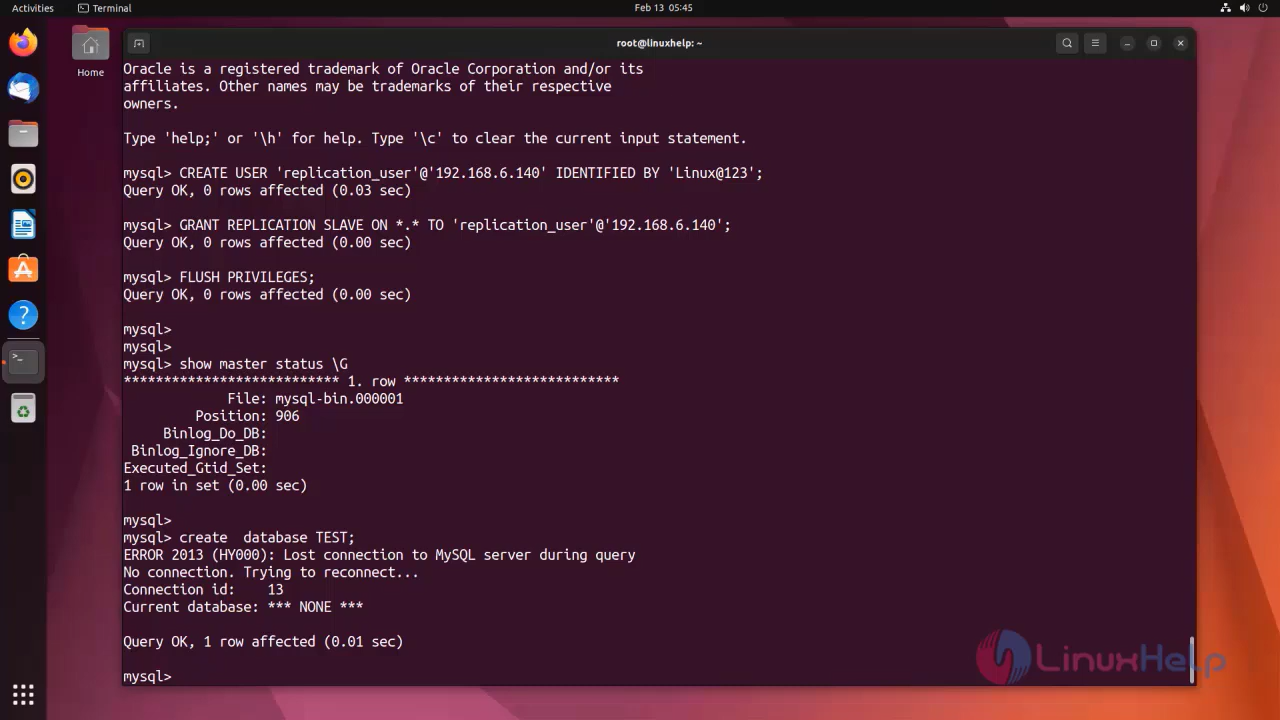 Activities
Terminal
Feb 13 05:45
root@linuxhelp: ~
Home
Oracle is a registered trademark of Oracle Corporation and/or its
affiliates. Other names may be trademarks of their respective
owners.
Type 'help;' or '\h' for help. Type '\c' to clear the current input statement.
mysql> CREATE USER 'replication_user'@'192.168.6.140' IDENTIFIED BY 'Linux@123';
Query OK, 0 rows affected (0.03 sec)
mysql> GRANT REPLICATION SLAVE ON *.* TO 'replication_user'@'192.168.6.140';
Query OK, 0 rows affected (0.00 sec)
mysql> FLUSH PRIVILEGES;
Query OK, 0 rows affected (0.00 sec)
mysql>
mysql>
mysql> show master status \G
*************************** 1. row ***************************
File: mysql-bin.000001
Position: 906
Binlog_Do_DB:
Binlog_Ignore_DB:
Executed_Gtid_Set:
1 row in set (0.00 sec)
mysql>
mysql> create  database TEST;
ERROR 2013 (HY000): Lost connection to MySQL server during query
No connection. Trying to reconnect...
Connection id:    13
Current database: *** NONE ***
Query OK, 1 row affected (0.01 sec)
mysql>
LinuxHelp